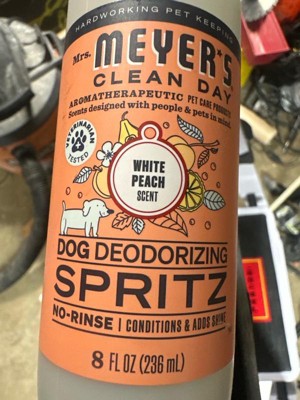 HARDWORKING PET KEEPING
Mrs.
MEYER'S
CLEAN DAY
AROMATHERAPEUTIC PET CARE PRODUCTS
Scents designed with people & pets in mind.
VETERINARIAN
TESTED
WHITE
PEACH
SCENT
DOG DEODORIZING
SPRITZ
NO-RINSE | CONDITIONS & ADDS SHINE
8 FL OZ (236 mL)